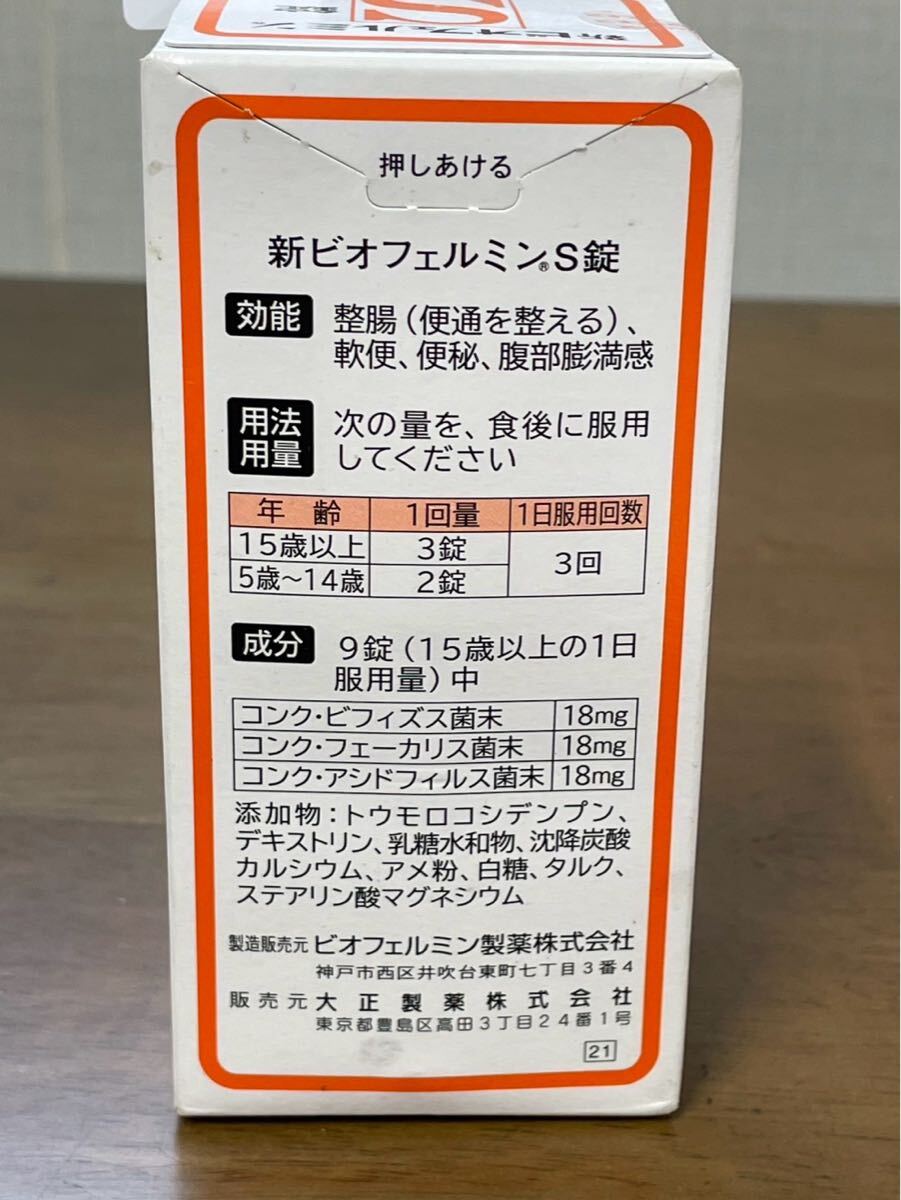 新ビオフェルミン
S
錠
押しあける
新ビオフェルミン®S錠
効能 整腸(便通を整える)、
軟便、便秘、腹部膨満感
用法
用量
次の量を、食後に服用
してください
年 齢 1回量 1日服用回数
15歳以上 3錠 3回
5歳〜14歳 2錠
成分 9錠(15歳以上の1日
服用量)中
コンク・ビフィズス菌末 18mg
コンク・フェーカリス菌末 18mg
コンク・アシドフィルス菌末 18mg
添加物:トウモロコシデンプン、
デキストリン、乳糖水和物、沈降炭酸
カルシウム、アメ粉、白糖、タルク、
ステアリン酸マグネシウム
製造販売元 ビオフェルミン製薬株式会社
神戸市西区井吹台東町七丁目3番4
販売元 大正製薬株式会社
東京都豊島区高田3丁目24番1号
21